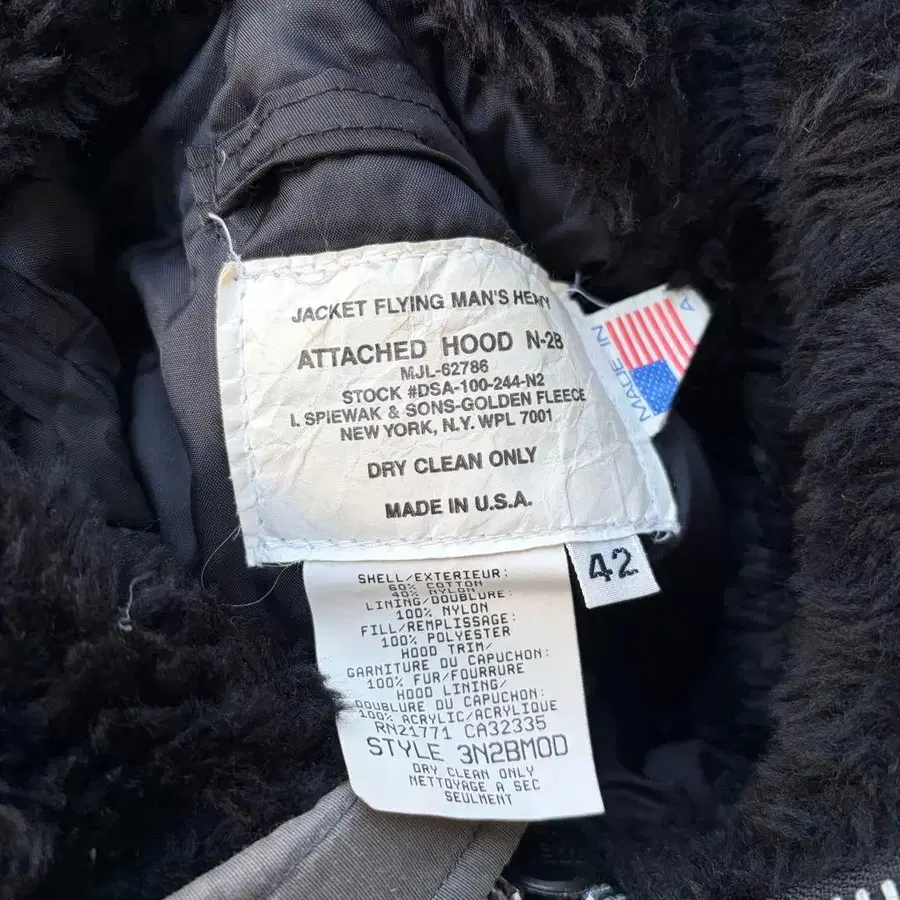 JACKET FLYING MAN'S HEAVY
ATTACHED HOOD N-2B
MJL-62786
STOCK #DSA-100-244-N2
I. SPIEWAK & SONS-GOLDEN FLEECE
NEW YORK, N.Y. WPL 7001
DRY CLEAN ONLY
MADE IN U.S.A.
MADE IN
A
42
SHELL/EXTERIEUR:
60% COTTON
40% NYLON
LINING/DOUBLURE:
100% NYLON
FILL/REMPLISSAGE:
100% POLYESTER
HOOD TRIM/
GARNITURE DU CAPUCHON:
100% FUR/FOURRURE
HOOD LINING/
DOUBLURE DU CAPUCHON:
100% ACRYLIC/ACRYLIQUE
RN21771 CA32335
STYLE 3N2BMOD
DRY CLEAN ONLY
NETTOYAGE A SEC
SEULMENT